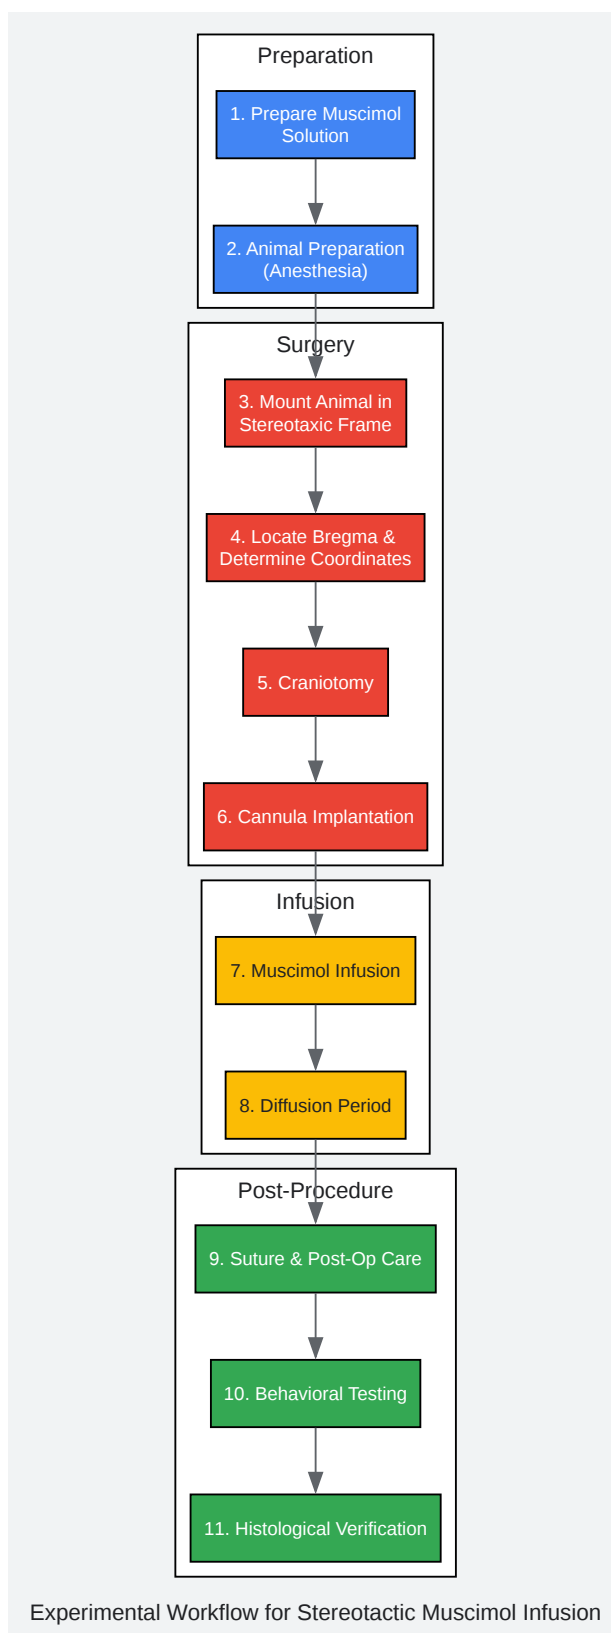 Preparation
1. Prepare Muscimol
Solution
2. Animal Preparation
(Anesthesia)
Surgery
3. Mount Animal in
Stereotaxic Frame
4. Locate Bregma &
Determine Coordinates
5. Craniotomy
6. Cannula Implantation
Infusion
7. Muscimol Infusion
8. Diffusion Period
Post-Procedure
9. Suture & Post-Op Care
10. Behavioral Testing
11. Histological Verification
Experimental Workflow for Stereotactic Muscimol Infusion